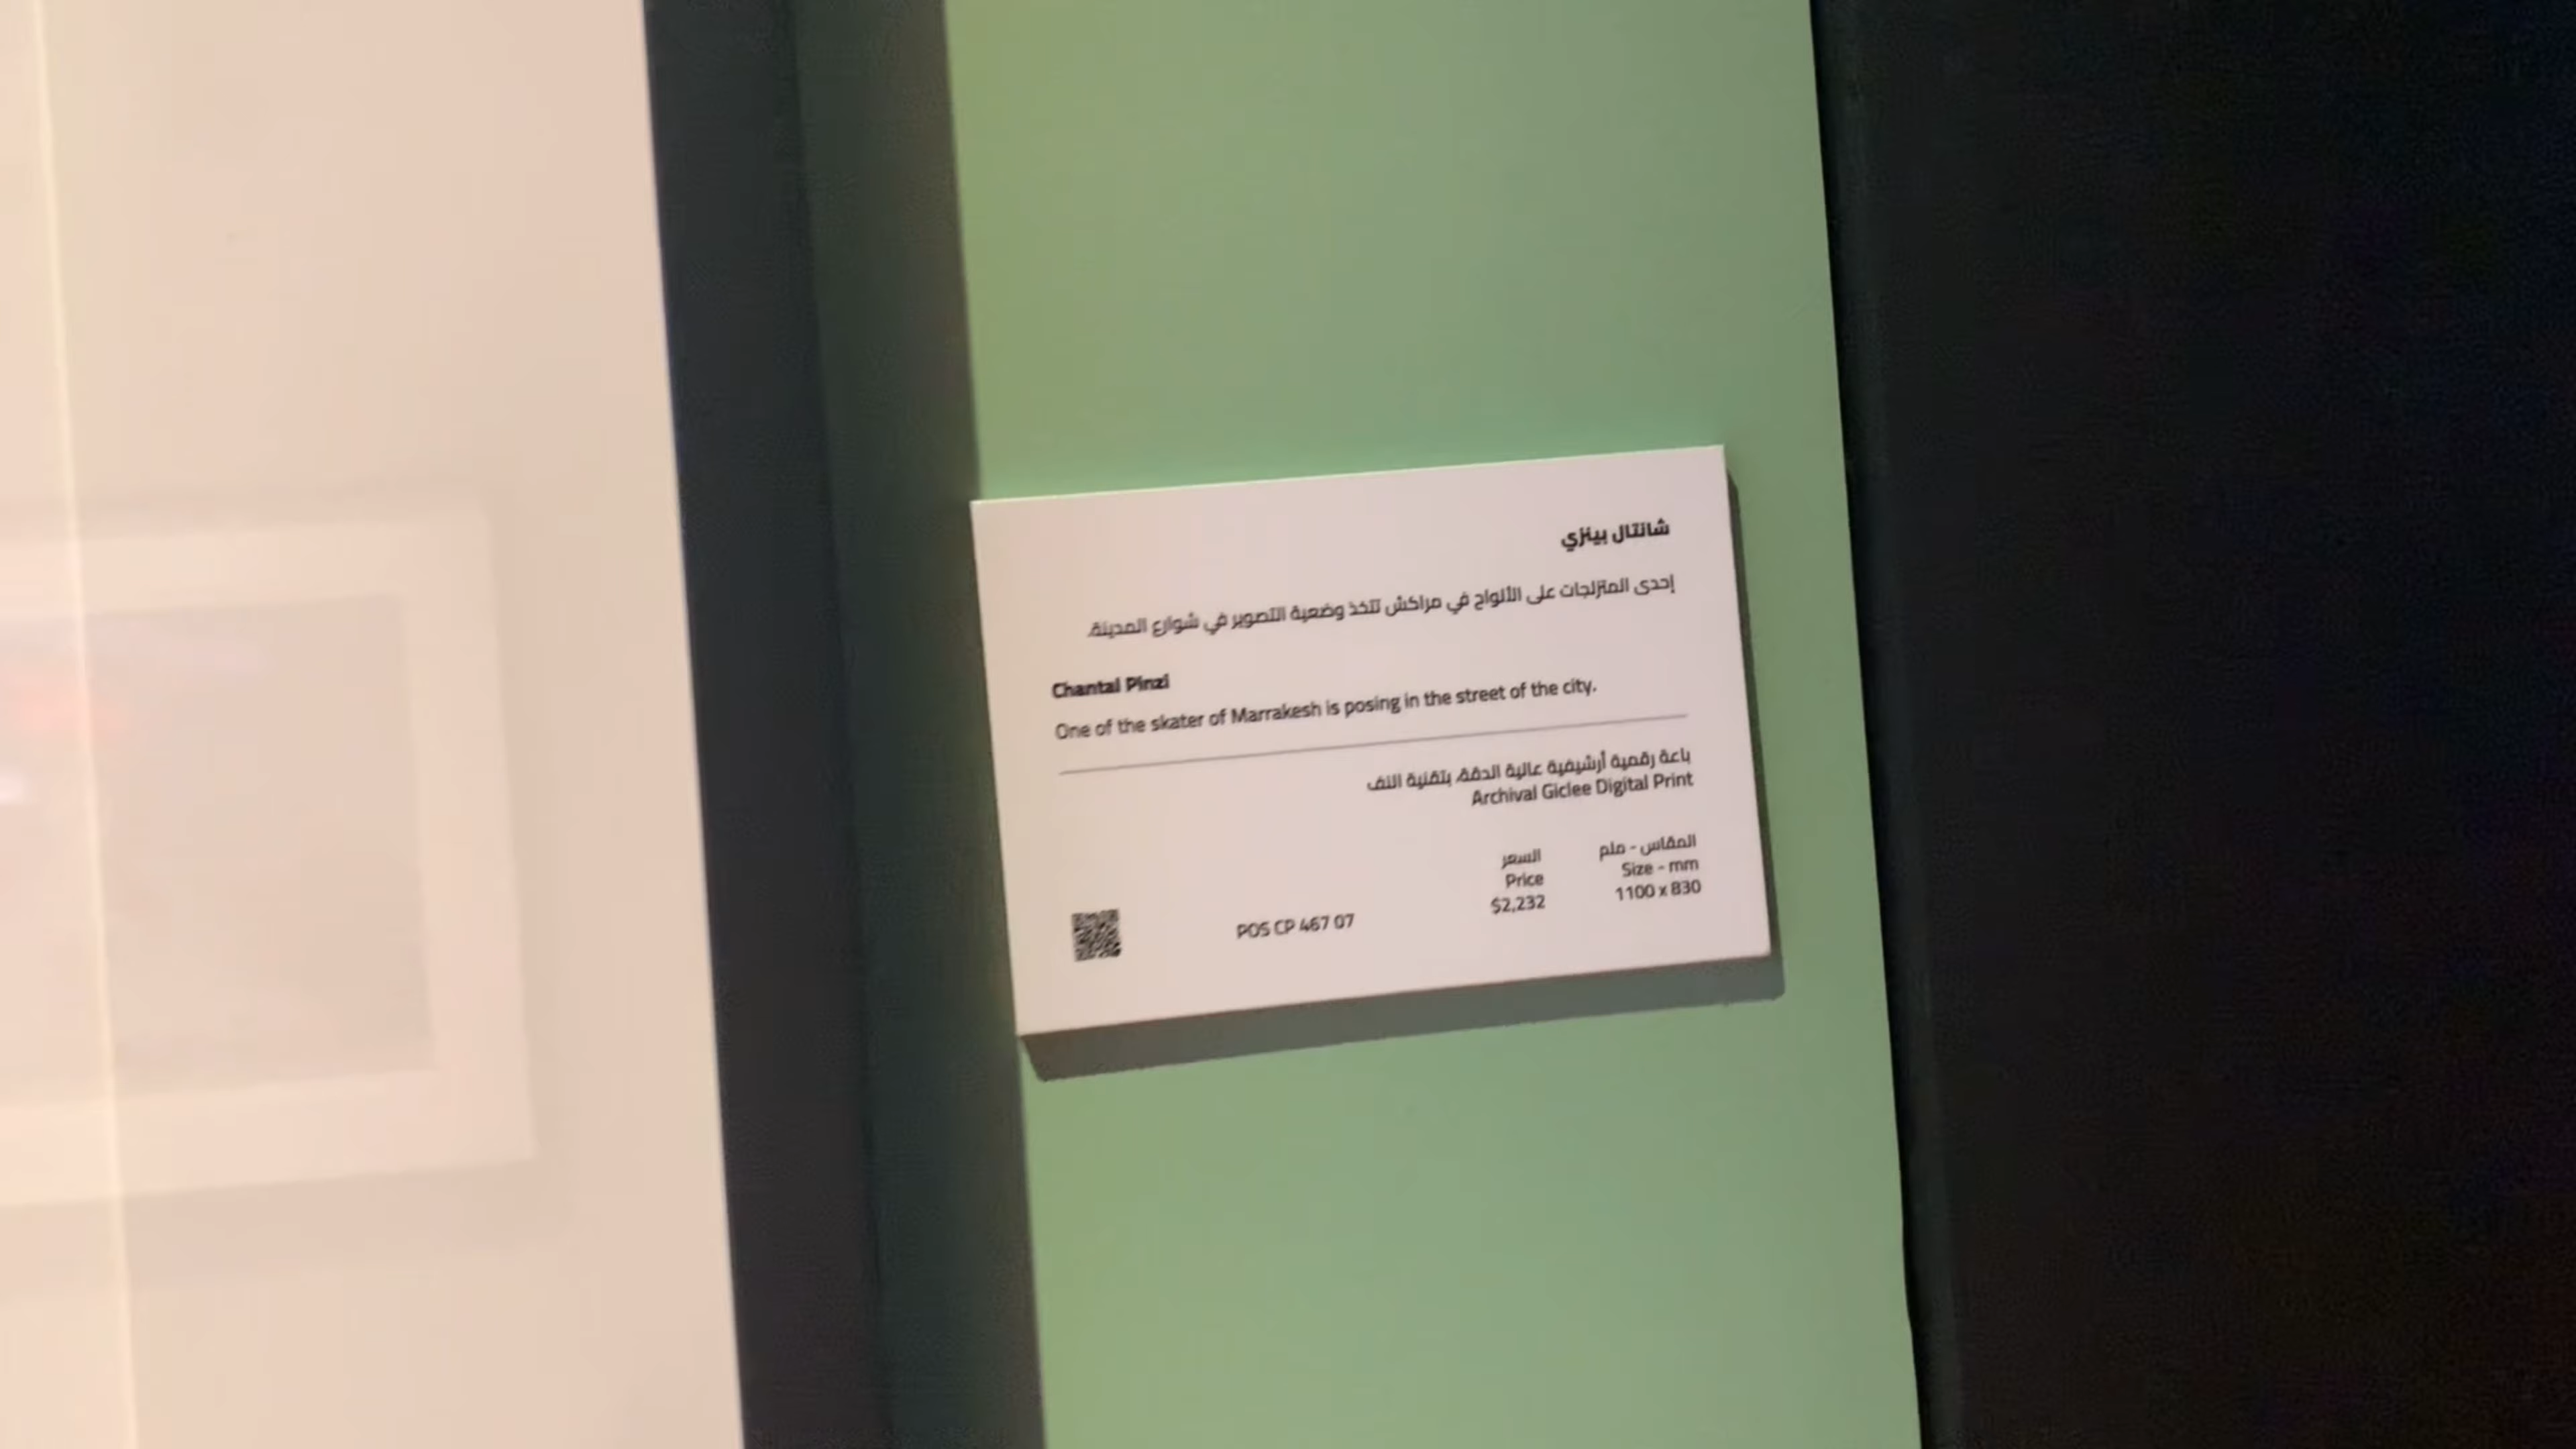 شانتال بينزي
إحدى المتزلجات على الألواح في مراكش تتخذ وضعية التصوير في شوارع المدينة.
Chantal Pinzi
One of the skater of Marrakesh is posing in the street of the city.
باعة رقمية أرشيفية عالية الدقة، بتقنية النف
Archival Giclee Digital Print
المقاس - ملم
Size - mm
1100 x 830
السعر
Price
$2,232
POS CP 467 07